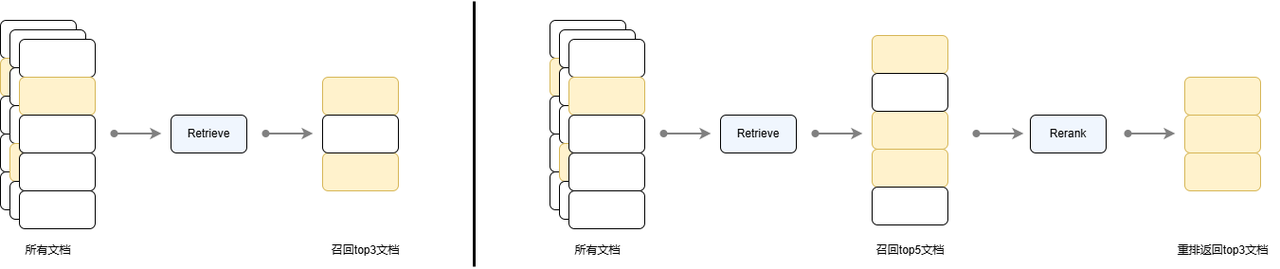 Retrieve
所有文档
召回top3文档
Retrieve
Rerank
所有文档
召回top5文档
重排返回top3文档